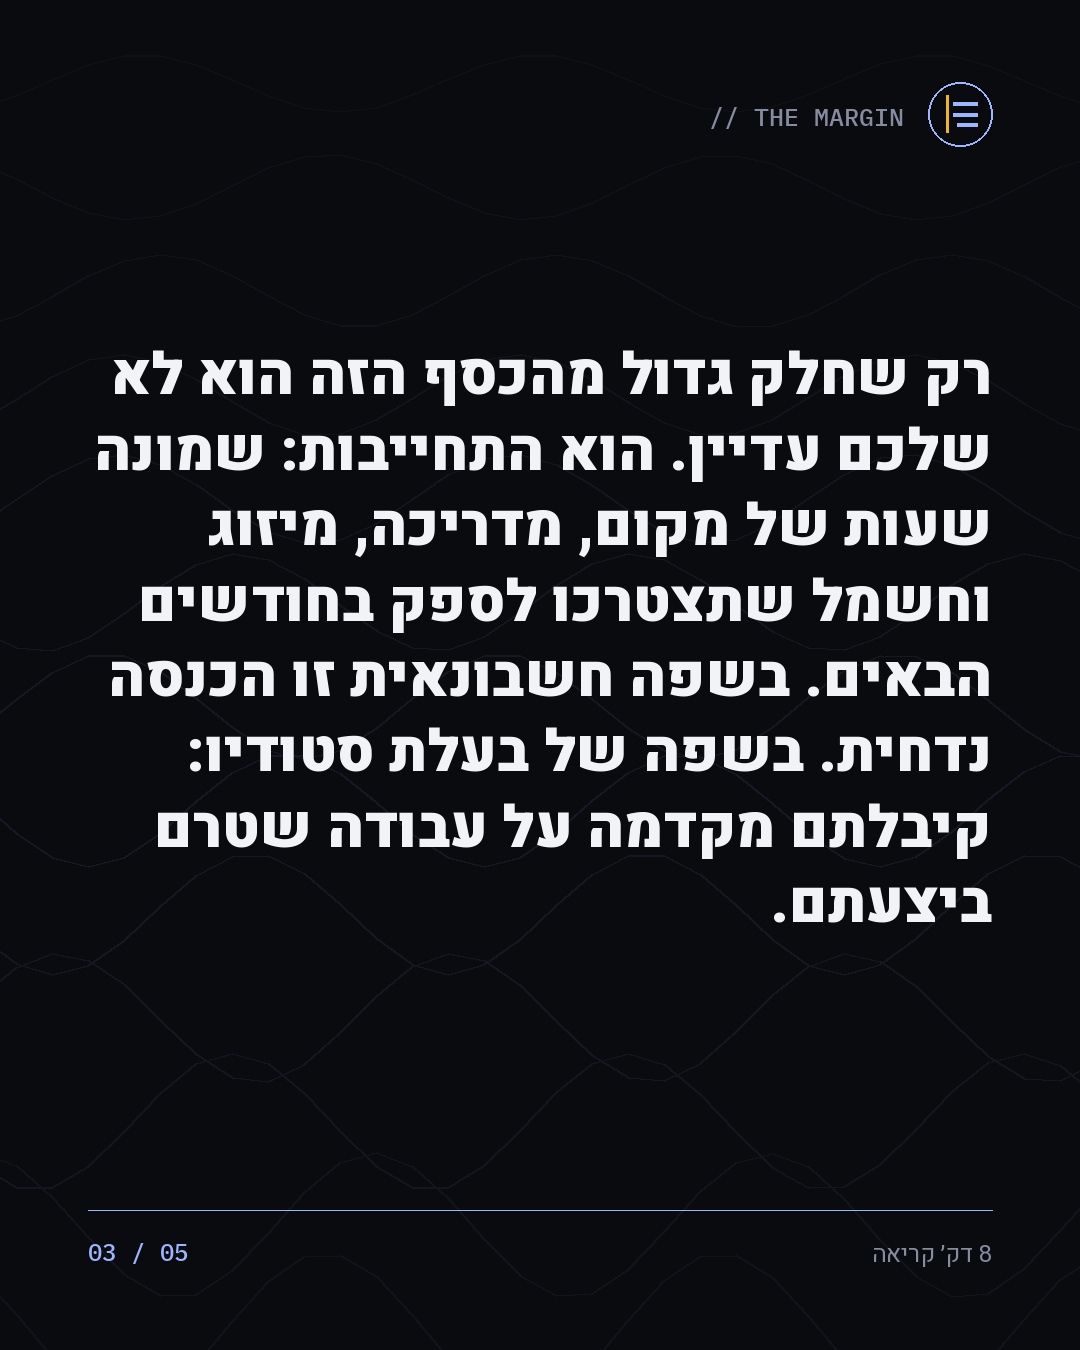 // THE MARGIN
רק שחלק גדול מהכסף הזה הוא לא
שלכם עדיין. הוא התחייבות: שמונה
שעות של מקום, מדריכה, מיזוג
וחשמל שתצטרכו לספק בחודשים
הבאים. בשפה חשבונאית זו הכנסה
נדחית. בשפה של בעלת סטודיו:
קיבלתם מקדמה על עבודה שטרם
ביצעתם.
8 דק׳ קריאה
03 / 05